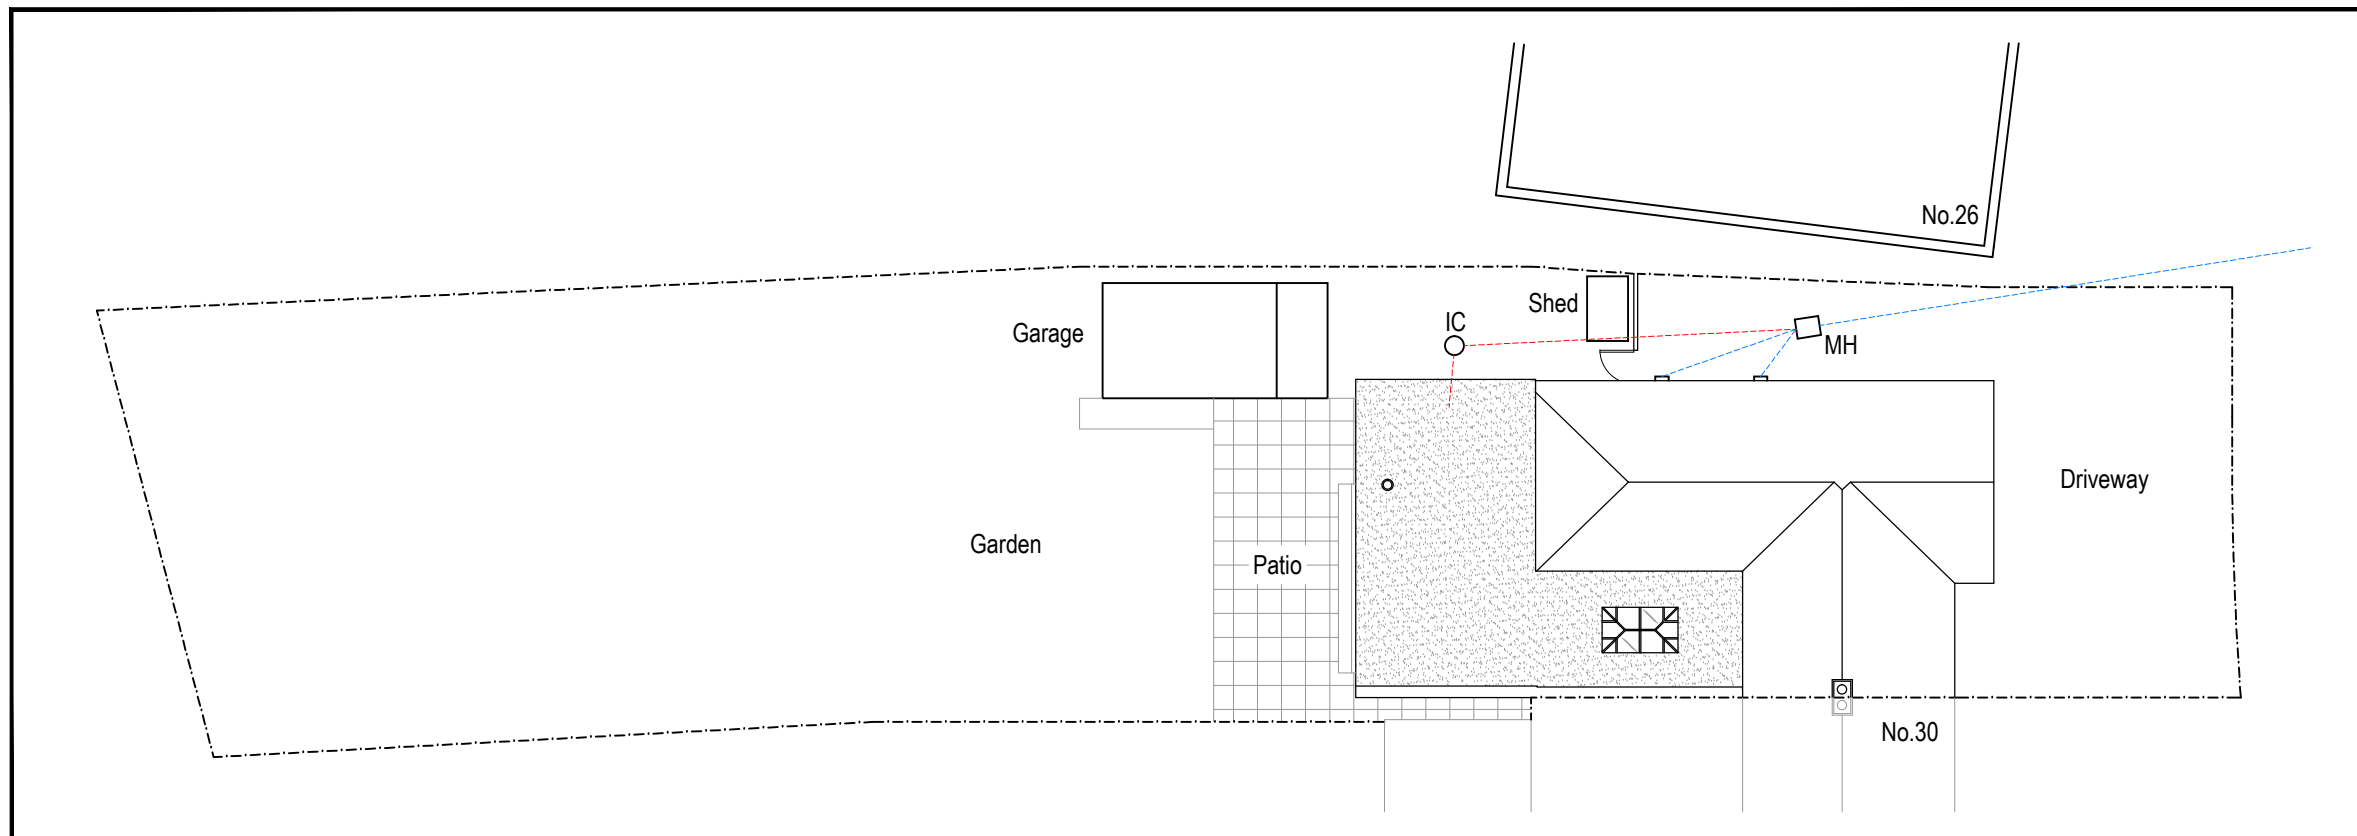 No.26
Shed
IC
Garage
MH
Driveway
Garden
Patio
No.30